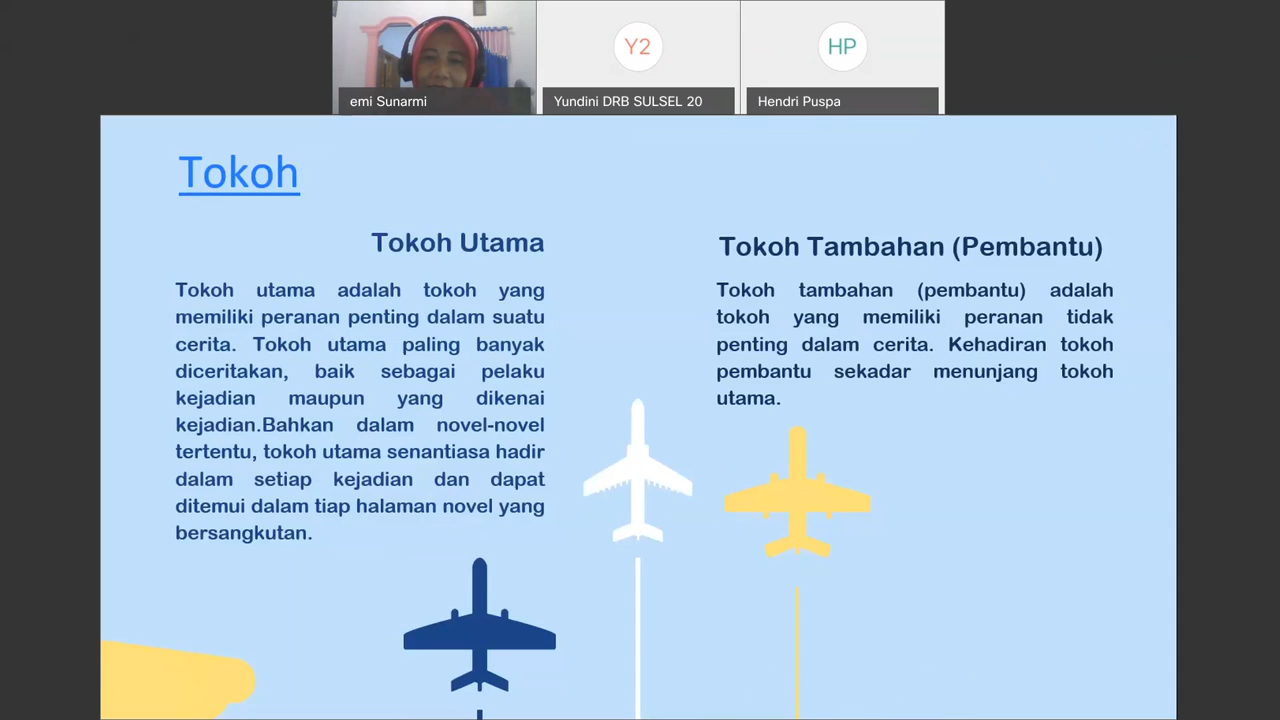 Y2
HP
emi Sunarmi
Yundini DRB SULSEL 20
Hendri Puspa
Tokoh
Tokoh Utama
Tokoh utama adalah tokoh yang
memiliki peranan penting dalam suatu
cerita. Tokoh utama paling banyak
diceritakan, baik sebagai pelaku
kejadian maupun yang dikenai
kejadian.Bahkan dalam novel-novel
tertentu, tokoh utama senantiasa hadir
dalam setiap kejadian dan dapat
ditemui dalam tiap halaman novel yang
bersangkutan.
Tokoh Tambahan (Pembantu)
Tokoh tambahan (pembantu) adalah
tokoh yang memiliki peranan tidak
penting dalam cerita. Kehadiran tokoh
pembantu sekadar menunjang tokoh
utama.